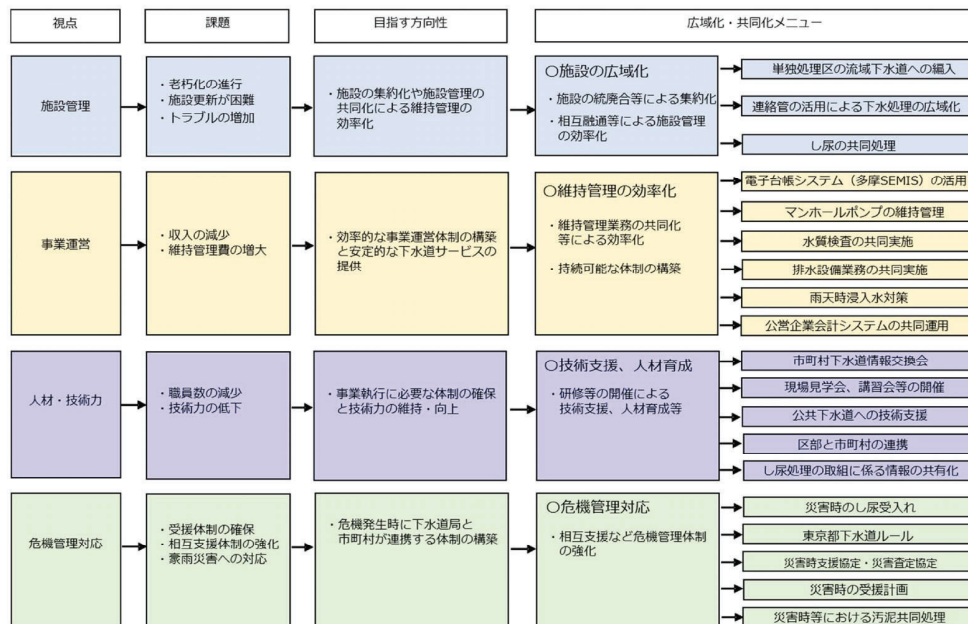 視点
課題
目指す方向性
広域化・共同化メニュー
施設管理
・老朽化の進行
・施設更新が困難
・トラブルの増加
・施設の集約化や施設管理の
共同化による維持管理の
効率化
○施設の広域化
・施設の統廃合等による集約化
・相互融通等による施設管理
の効率化
単独処理区の流域下水道への編入
連絡管の活用による下水処理の広域化
し尿の共同処理
事業運営
・収入の減少
・維持管理費の増大
・効率的な事業運営体制の構築
と安定的な下水道サービスの
提供
○維持管理の効率化
・維持管理業務の共同化
等による効率化
・持続可能な体制の構築
電子台帳システム（多摩SEMIS）の活用
マンホールポンプの維持管理
水質検査の共同実施
排水設備業務の共同実施
雨天時浸入水対策
公営企業会計システムの共同運用
人材・技術力
・職員数の減少
・技術力の低下
・事業執行に必要な体制の確保
と技術力の維持・向上
○技術支援、人材育成
・研修等の開催による
技術支援、人材育成等
市町村下水道情報交換会
現場見学会、講習会等の開催
公共下水道への技術支援
区部と市町村の連携
し尿処理の取組に係る情報の共有化
危機管理対応
・受援体制の確保
・相互支援体制の強化
・豪雨災害への対応
・危機発生時に下水道局と
市町村が連携する体制の構築
○危機管理対応
・相互支援など危機管理体制
の強化
災害時のし尿受入れ
東京都下水道ルール
災害時支援協定・災害査定協定
災害時の受援計画
災害時等における汚泥共同処理